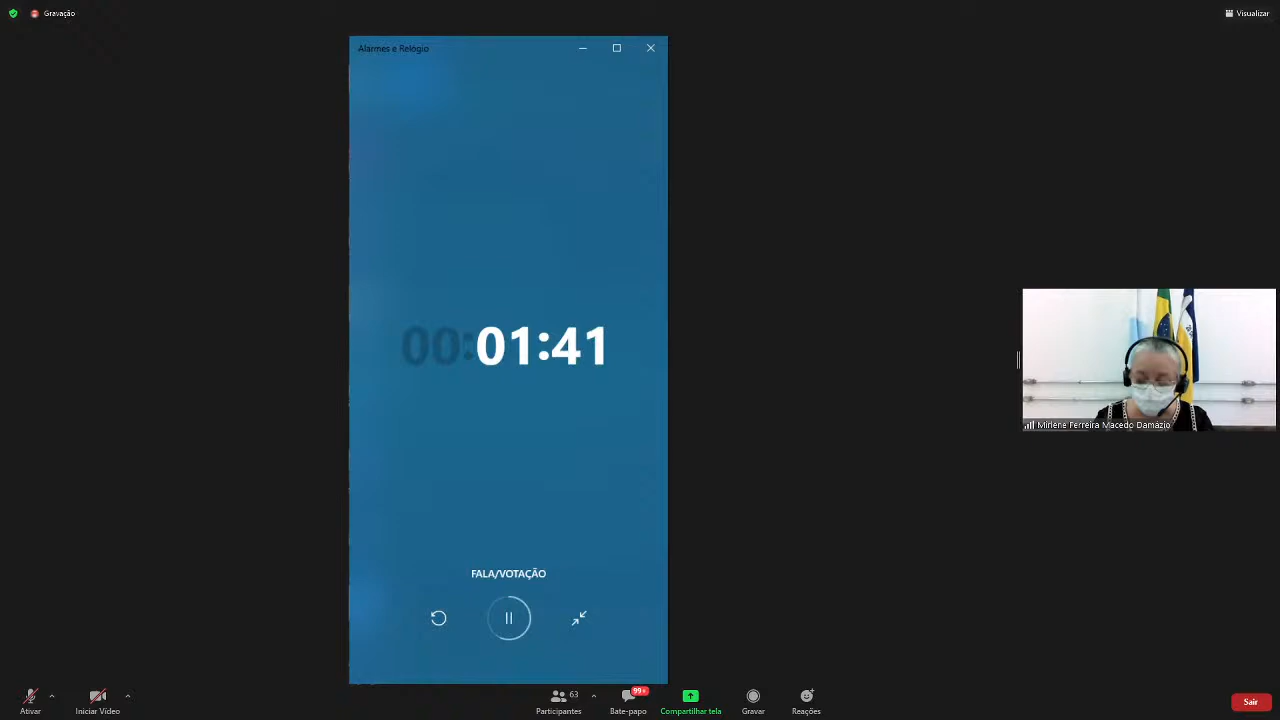 Gravação
Visualizar
Alarmes e Relógio
00:01:41
Mirlene Ferreira Macedo Damázio
FALA/VOTAÇÃO
Ativar
Iniciar Vídeo
Participantes
63
Bate-papo
99+
Compartilhar tela
Gravar
Reações
Sair